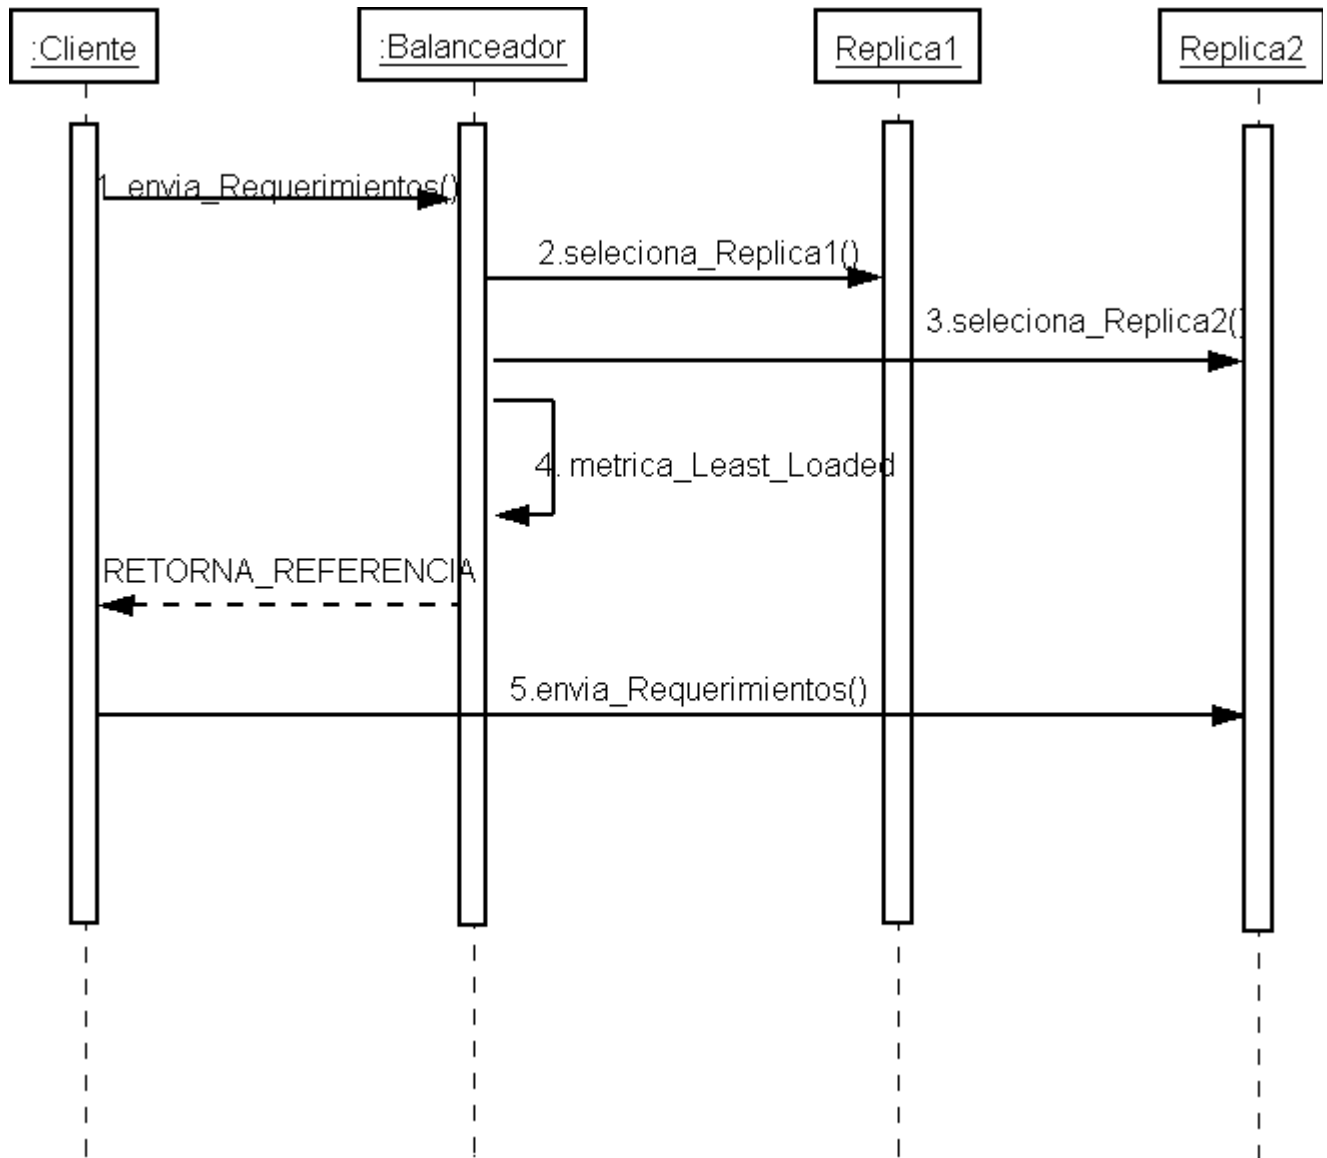 :Cliente
:Balanceador
Replica1
Replica2
1. envia_Requerimientos()
2.seleciona_Replica1()
3.seleciona_Replica2()
4. metrica_Least_Loaded
RETORNA_REFERENCIA
5.envia_Requerimientos()